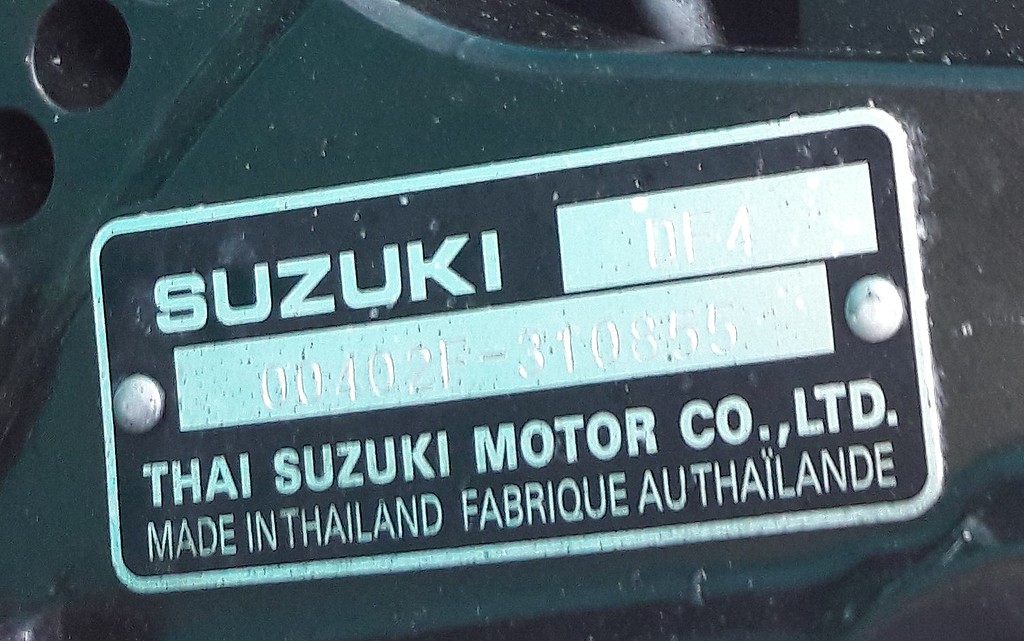 SUZUKI DF4
00402F-310855
THAI SUZUKI MOTOR CO.,LTD.
MADE IN THAILAND FABRIQUE AU THAÏLANDE